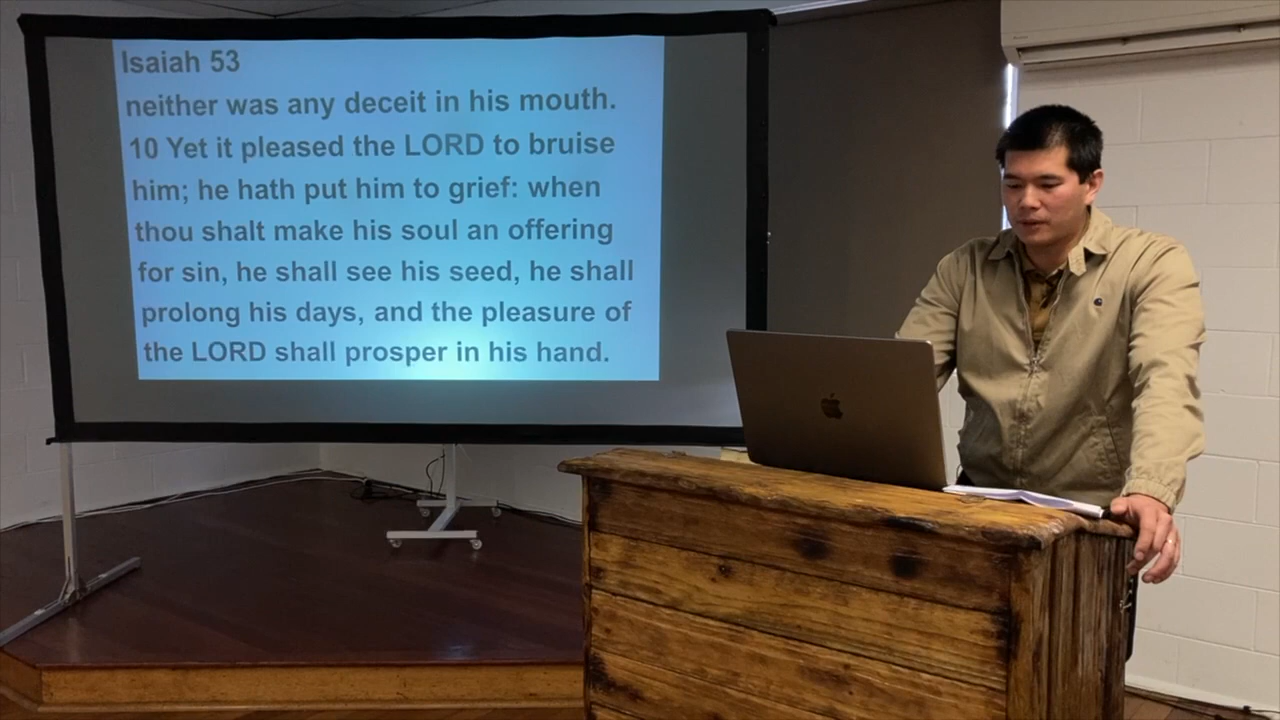 Isaiah 53
neither was any deceit in his mouth.
10 Yet it pleased the LORD to bruise
him; he hath put him to grief: when
thou shalt make his soul an offering
for sin, he shall see his seed, he shall
prolong his days, and the pleasure of
the LORD shall prosper in his hand.